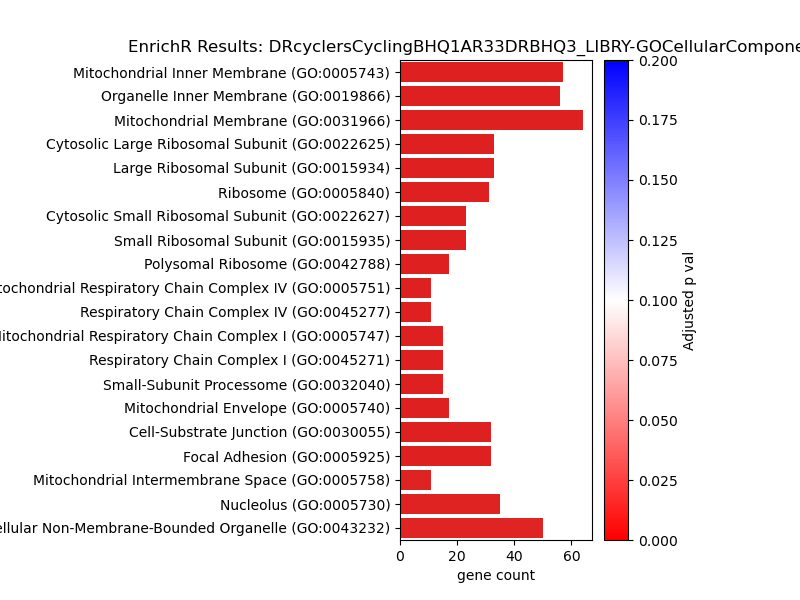 EnrichR Results: DRcyclersCyclingBHQ1AR33DRBHQ3_LIBRY-GOCellularCompone
Mitochondrial Inner Membrane (GO:0005743)
Organelle Inner Membrane (GO:0019866)
Mitochondrial Membrane (GO:0031966)
Cytosolic Large Ribosomal Subunit (GO:0022625)
Large Ribosomal Subunit (GO:0015934)
Ribosome (GO:0005840)
Cytosolic Small Ribosomal Subunit (GO:0022627)
Small Ribosomal Subunit (GO:0015935)
Polysomal Ribosome (GO:0042788)
tochondrial Respiratory Chain Complex IV (GO:0005751)
Respiratory Chain Complex IV (GO:0045277)
Mitochondrial Respiratory Chain Complex I (GO:0005747)
Respiratory Chain Complex I (GO:0045271)
Small-Subunit Processome (GO:0032040)
Mitochondrial Envelope (GO:0005740)
Cell-Substrate Junction (GO:0030055)
Focal Adhesion (GO:0005925)
Mitochondrial Intermembrane Space (GO:0005758)
Nucleolus (GO:0005730)
ellular Non-Membrane-Bounded Organelle (GO:0043232)
0 20 40 60
gene count
0.200
0.175
0.150
0.125
0.100
0.075
0.050
0.025
0.000
Adjusted p val